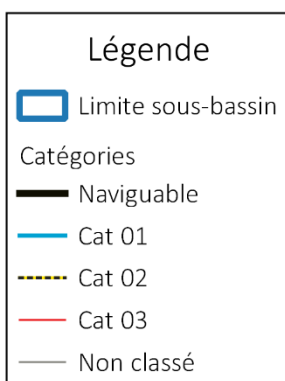 Légende
Limite sous-bassin
Catégories
Naviguable
Cat 01
Cat 02
Cat 03
Non classé